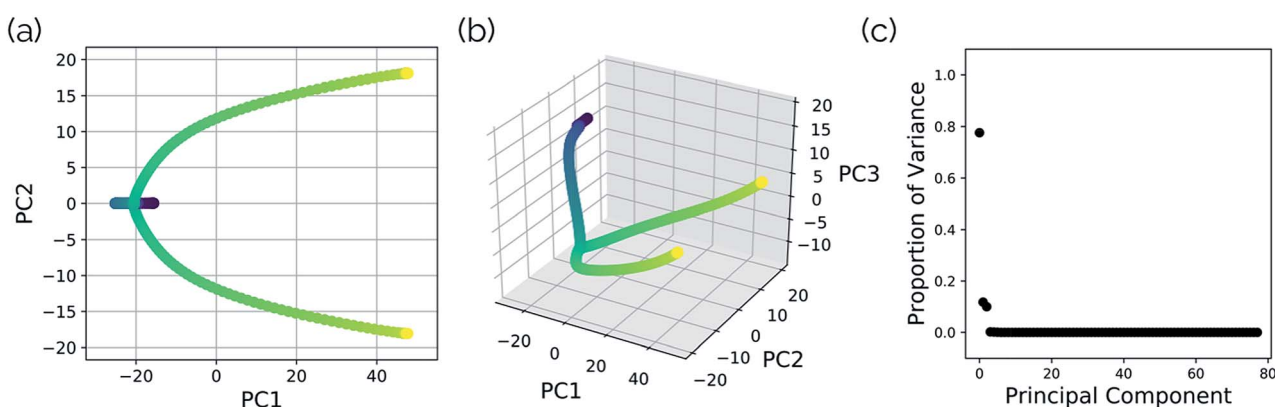 (a)
PC2
20
15
10
5
0
−5
−10
−15
−20
−20 0 20 40
PC1
(b)
PC3
20
15
10
5
0
−5
−10
−20 0 20 40
PC1
−20 −10 0 10 20
PC2
(c)
Proportion of Variance
1.0
0.8
0.6
0.4
0.2
0.0
0 20 40 60 80
Principal Component